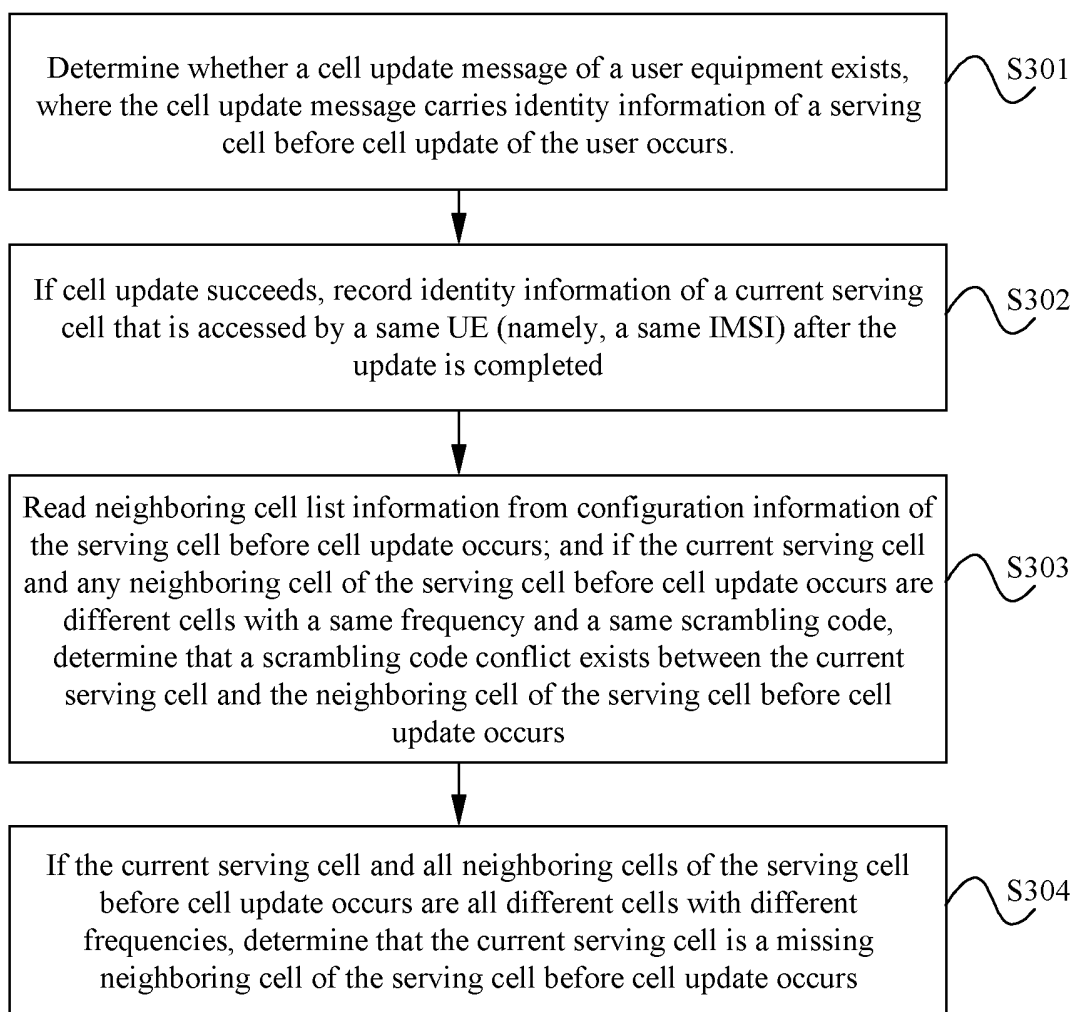 Determine whether a cell update message of a user equipment exists,
where the cell update message carries identity information of a serving
cell before cell update of the user occurs.
S301
If cell update succeeds, record identity information of a current serving
cell that is accessed by a same UE (namely, a same IMSI) after the
update is completed
S302
Read neighboring cell list information from configuration information of
the serving cell before cell update occurs; and if the current serving cell
and any neighboring cell of the serving cell before cell update occurs are
different cells with a same frequency and a same scrambling code,
determine that a scrambling code conflict exists between the current
serving cell and the neighboring cell of the serving cell before cell
update occurs
S303
If the current serving cell and all neighboring cells of the serving cell
before cell update occurs are all different cells with different
frequencies, determine that the current serving cell is a missing
neighboring cell of the serving cell before cell update occurs
S304